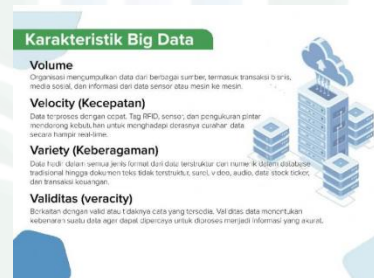 Karakteristik Big Data
Volume
Organisasi mengumpulkan data dari berbagai sumber, termasuk transaksi bisnis,
media sosial, dan informasi dari data sensor atau mesin ke mesin.
Velocity (Kecepatan)
Data terproses dengan cepat. Tag RFID, sensor, dan pengukuran pintar
mendorong kebutuhan untuk menghadapi derasnya curahan data
secara hampir real-time.
Variety (Keberagaman)
Data hadir dalam semua jenis format dari data terstruktur dan numerik dalam database
tradisional hingga dokumen teks tidak terstruktur, surel, video, audio, data stock ticker,
dan transaksi keuangan.
Validitas (veracity)
Berkaitan dengan valid atau tidaknya data yang tersedia. Validitas data menentukan
kebenaran suatu data agar dapat dipercaya untuk diproses menjadi informasi yang akurat.